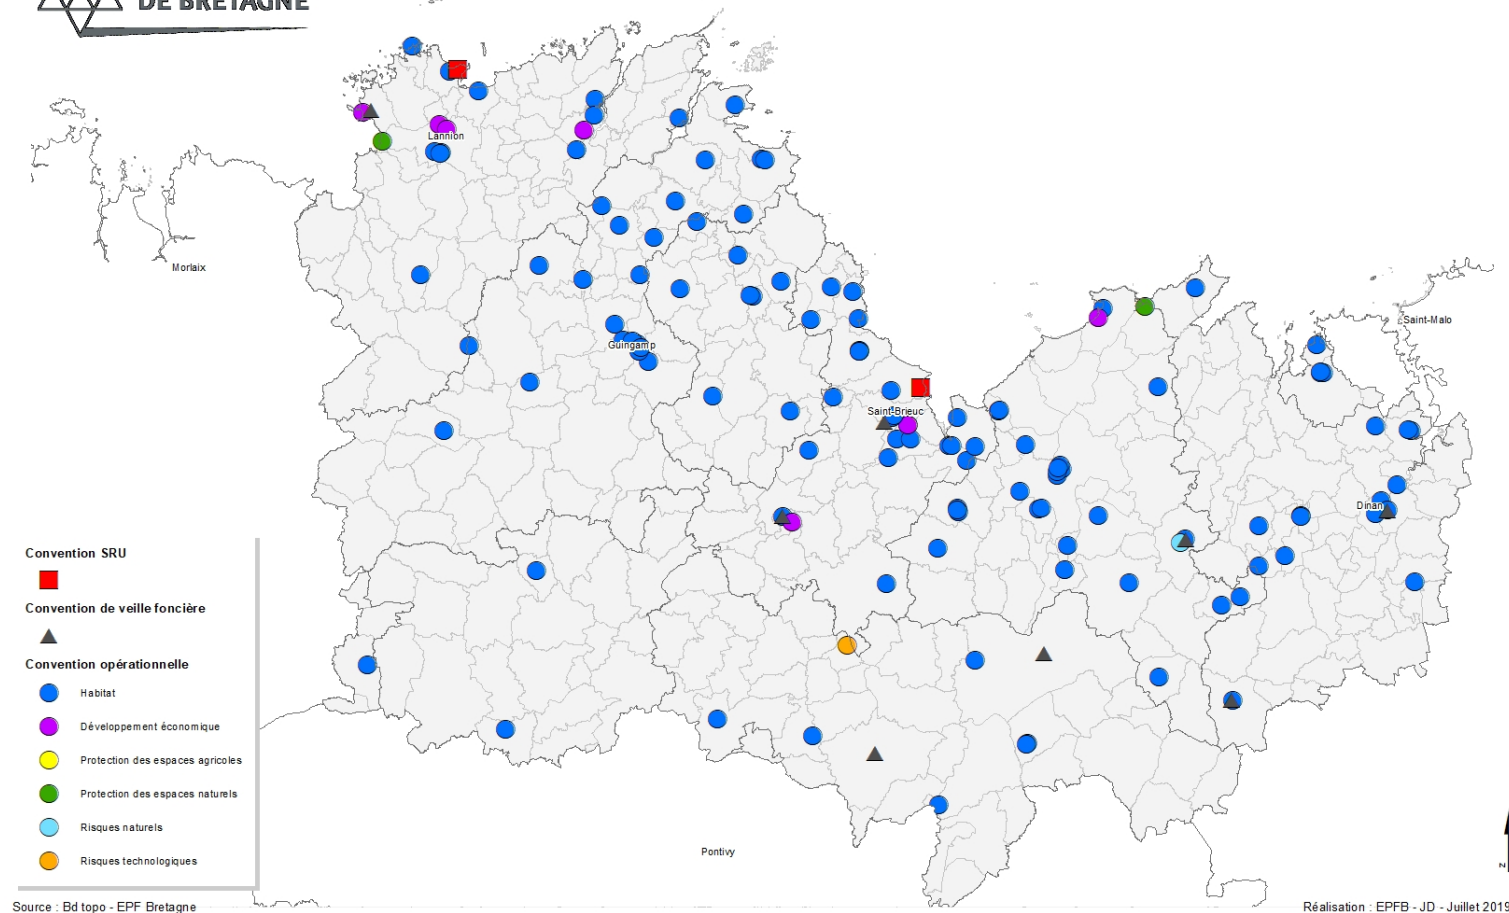 DE BRETAGNE
Lannion
Morlaix
Saint-Malo
Guingamp
Saint-Brieuc
Dinan
Convention SRU
Convention de veille foncière
Convention opérationnelle
Habitat
Développement économique
Protection des espaces agricoles
Protection des espaces naturels
Risques naturels
Risques technologiques
Pontivy
N
Source : Bd topo - EPF Bretagne
Réalisation : EPFB - JD - Juillet 2019